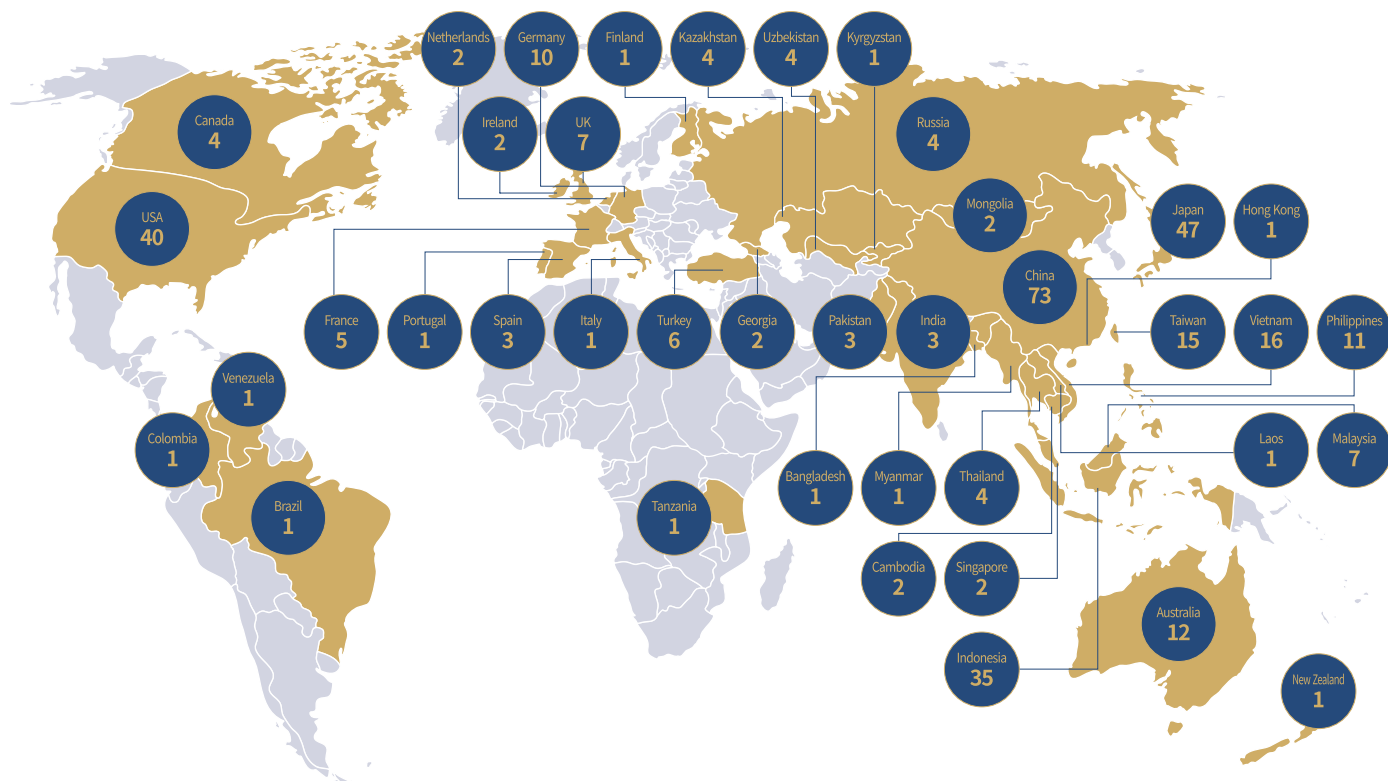 Netherlands
2
Germany
10
Finland
1
Kazakhstan
4
Uzbekistan
4
Kyrgyzstan
1
Canada
4
Ireland
2
UK
7
Russia
4
USA
40
Mongolia
2
Japan
47
Hong Kong
1
China
73
France
5
Portugal
1
Spain
3
Italy
1
Turkey
6
Georgia
2
Pakistan
3
India
3
Taiwan
15
Vietnam
16
Philippines
11
Venezuela
1
Colombia
1
Laos
1
Malaysia
7
Bangladesh
1
Myanmar
1
Thailand
4
Brazil
1
Tanzania
1
Cambodia
2
Singapore
2
Australia
12
Indonesia
35
New Zealand
1